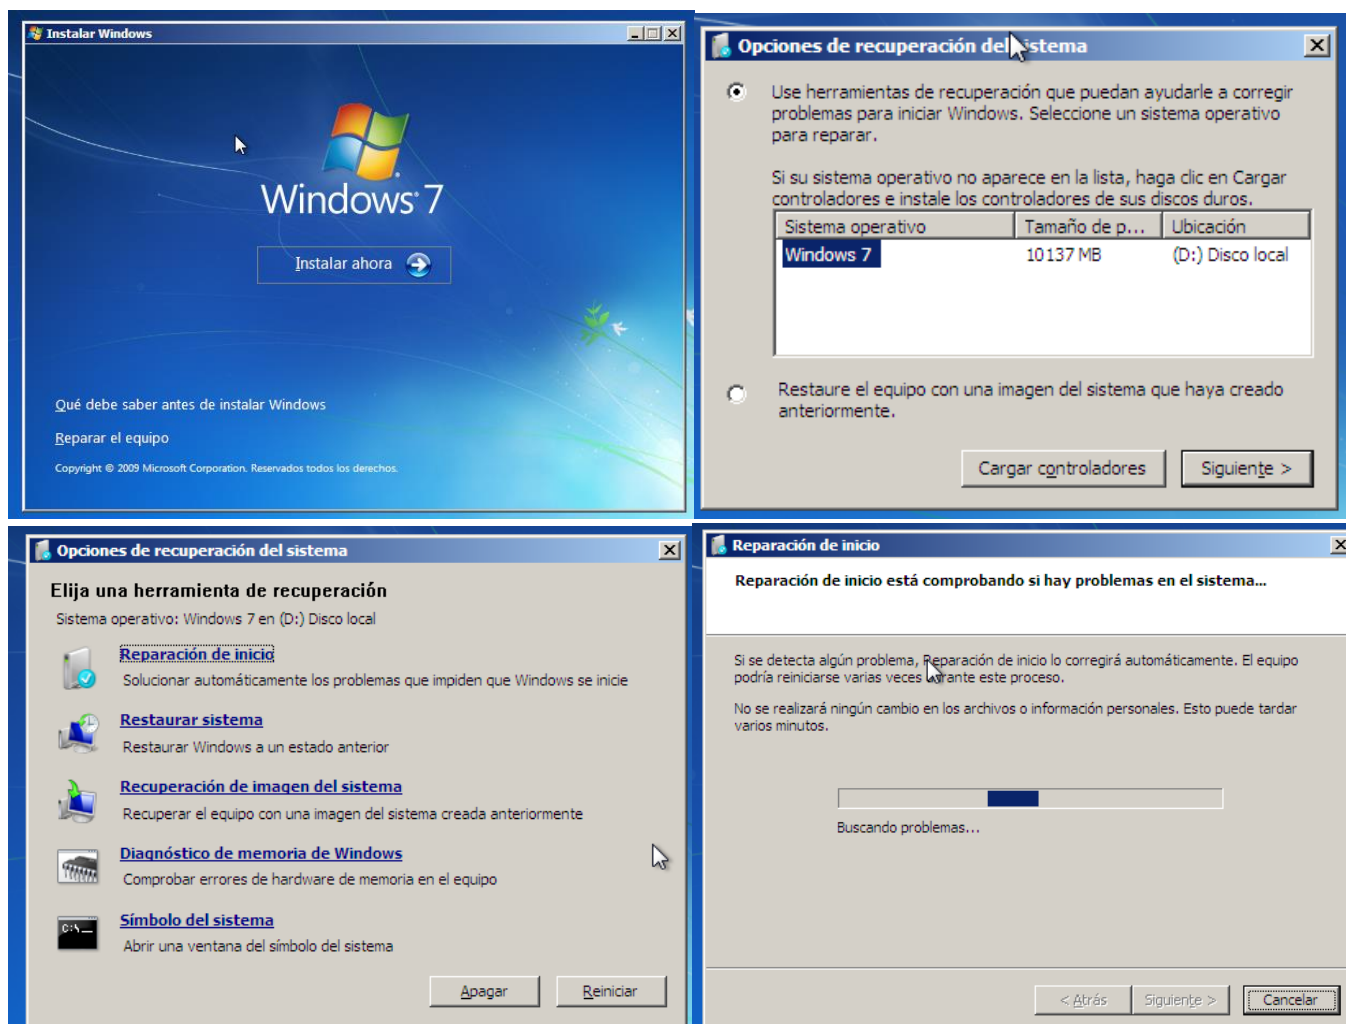 Instalar Windows
Windows 7
Instalar ahora
Qué debe saber antes de instalar Windows
Reparar el equipo
Copyright © 2009 Microsoft Corporation. Reservados todos los derechos.
Opciones de recuperación del sistema
Use herramientas de recuperación que puedan ayudarle a corregir
problemas para iniciar Windows. Seleccione un sistema operativo
para reparar.
Si su sistema operativo no aparece en la lista, haga clic en Cargar
controladores e instale los controladores de sus discos duros.
Sistema operativo Tamaño de p... Ubicación
Windows 7 10137 MB (D:) Disco local
Restaure el equipo con una imagen del sistema que haya creado
anteriormente.
Cargar controladores Siguiente >
Opciones de recuperación del sistema
Elija una herramienta de recuperación
Sistema operativo: Windows 7 en (D:) Disco local
Reparación de inicio
Solucionar automáticamente los problemas que impiden que Windows se inicie
Restaurar sistema
Restaurar Windows a un estado anterior
Recuperación de imagen del sistema
Recuperar el equipo con una imagen del sistema creada anteriormente
Diagnóstico de memoria de Windows
Comprobar errores de hardware de memoria en el equipo
C:\_
Símbolo del sistema
Abrir una ventana del símbolo del sistema
Apagar Reiniciar
Reparación de inicio
Reparación de inicio está comprobando si hay problemas en el sistema...
Si se detecta algún problema, Reparación de inicio lo corregirá automáticamente. El equipo
podría reiniciarse varias veces durante este proceso.
No se realizará ningún cambio en los archivos o información personales. Esto puede tardar
varios minutos.
Buscando problemas...
< Atrás Siguiente > Cancelar